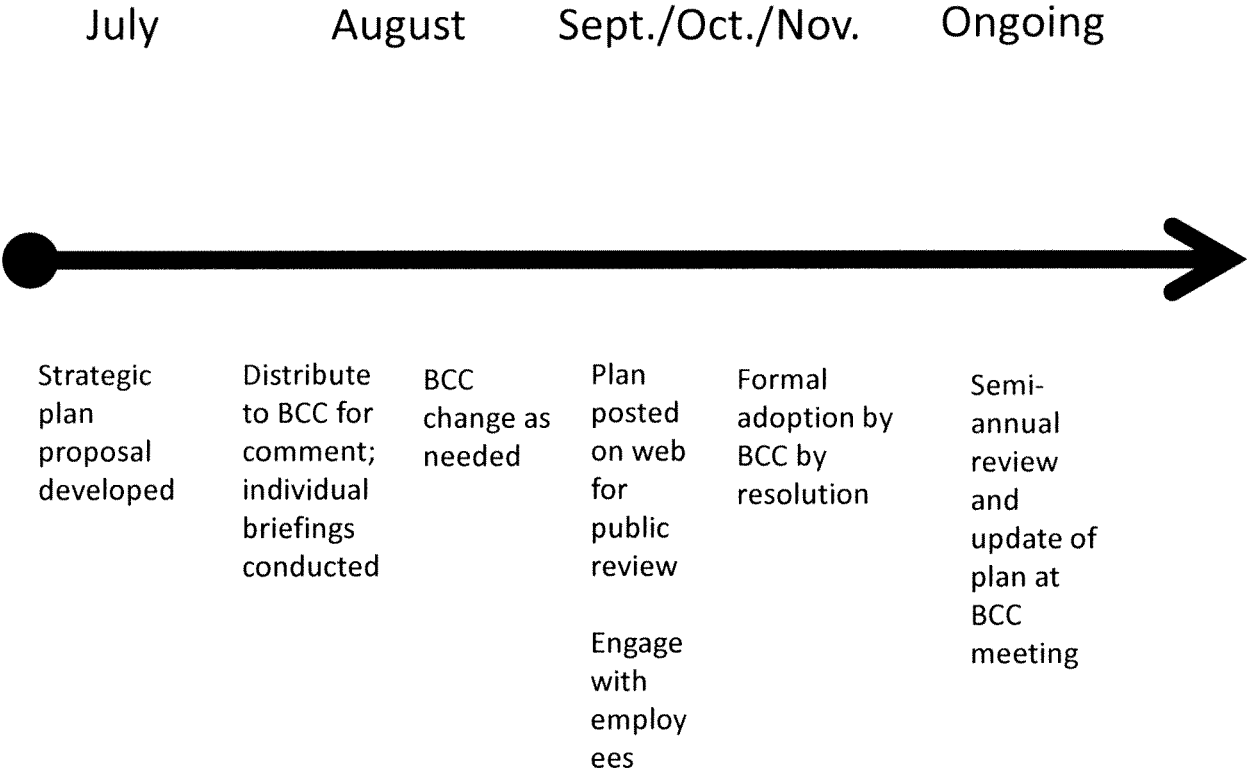 July
August
Sept./Oct./Nov.
Ongoing
Strategic
plan
proposal
developed
Distribute
to BCC for
comment;
individual
briefings
conducted
BCC
change as
needed
Plan
posted
on web
for
public
review
Engage
with
employ
ees
Formal
adoption by
BCC by
resolution
Semi-
annual
review
and
update of
plan at
BCC
meeting